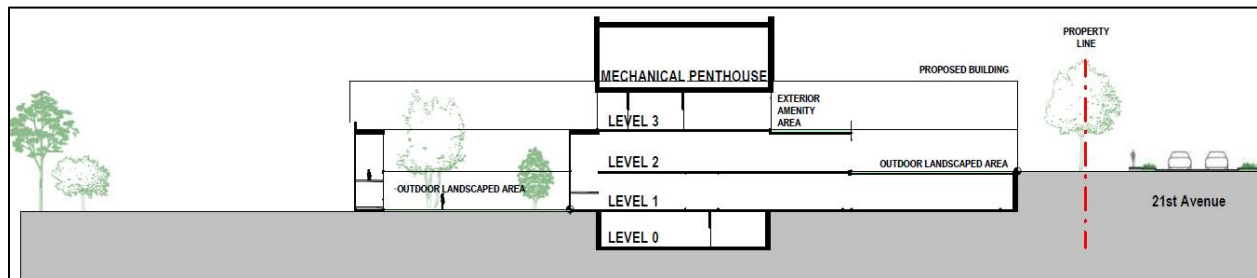 PROPERTY
LINE
MECHANICAL PENTHOUSE
PROPOSED BUILDING
EXTERIOR
AMENITY
AREA
LEVEL 3
LEVEL 2
OUTDOOR LANDSCAPED AREA
OUTDOOR LANDSCAPED AREA
LEVEL 1
21st Avenue
LEVEL 0